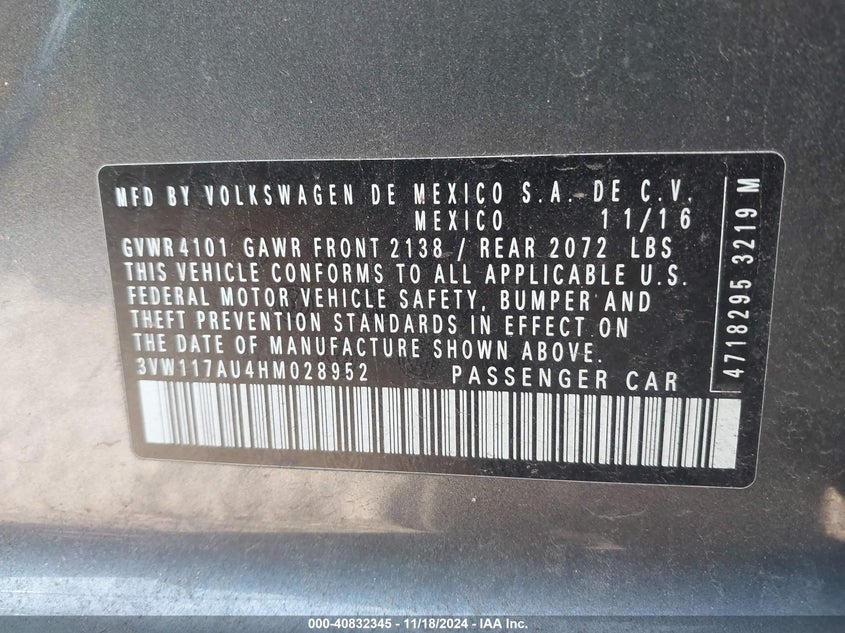 MFD BY VOLKSWAGEN DE MEXICO S.A. DE C.V.
MEXICO 11/16
GVWR 4101 GAWR FRONT 2138 / REAR 2072 LBS
THIS VEHICLE CONFORMS TO ALL APPLICABLE U.S.
FEDERAL MOTOR VEHICLE SAFETY, BUMPER AND
THEFT PREVENTION STANDARDS IN EFFECT ON
THE DATE OF MANUFACTURE SHOWN ABOVE.
3VW117AU4HM028952 PASSENGER CAR
4718295 3219 M
000-40832345 - 11/18/2024 - IAA Inc.